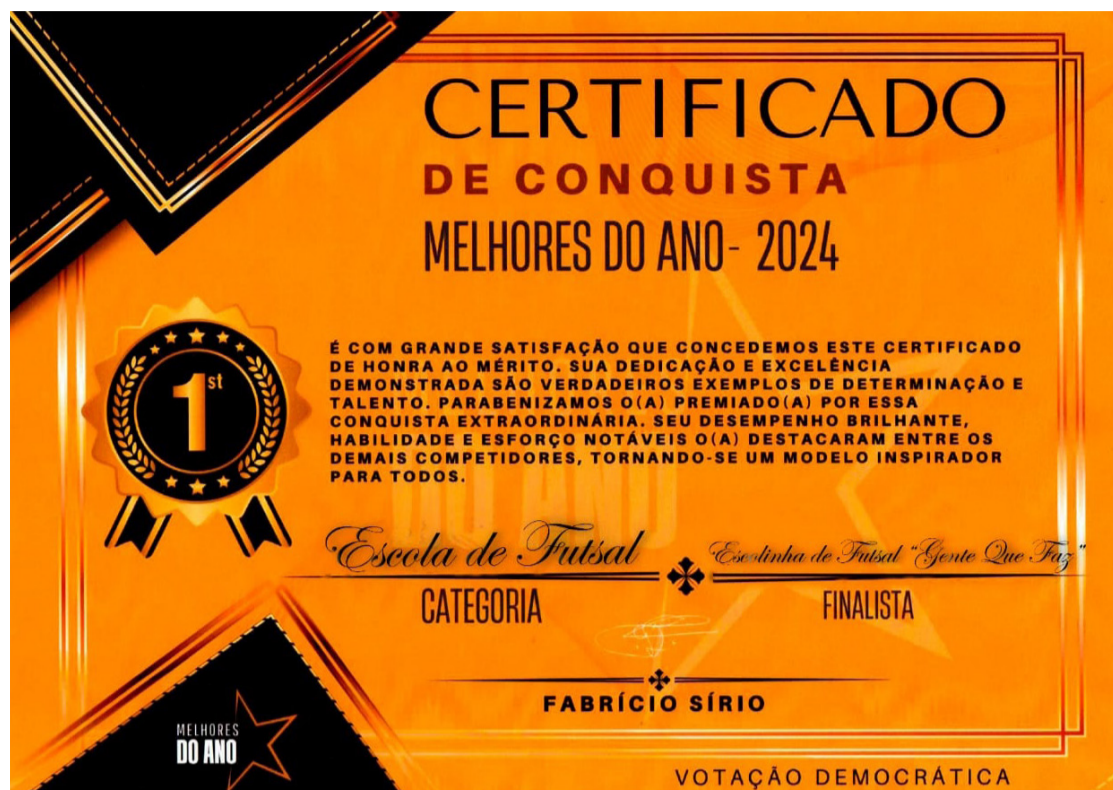 CERTIFICADO
DE CONQUISTA
MELHORES DO ANO- 2024
1st
É COM GRANDE SATISFAÇÃO QUE CONCEDEMOS ESTE CERTIFICADO
DE HONRA AO MÉRITO. SUA DEDICAÇÃO E EXCELÊNCIA
DEMONSTRADA SÃO VERDADEIROS EXEMPLOS DE DETERMINAÇÃO E
TALENTO. PARABENIZAMOS O(A) PREMIADO(A) POR ESSA
CONQUISTA EXTRAORDINÁRIA. SEU DESEMPENHO BRILHANTE,
HABILIDADE E ESFORÇO NOTÁVEIS O(A) DESTACARAM ENTRE OS
DEMAIS COMPETIDORES, TORNANDO-SE UM MODELO INSPIRADOR
PARA TODOS.
DO ANO
Escola de Futsal
Escolinha de Futsal "Gente Que Faz"
CATEGORIA
FINALISTA
FABRÍCIO SÍRIO
MELHORES
DO ANO
VOTAÇÃO DEMOCRÁTICA